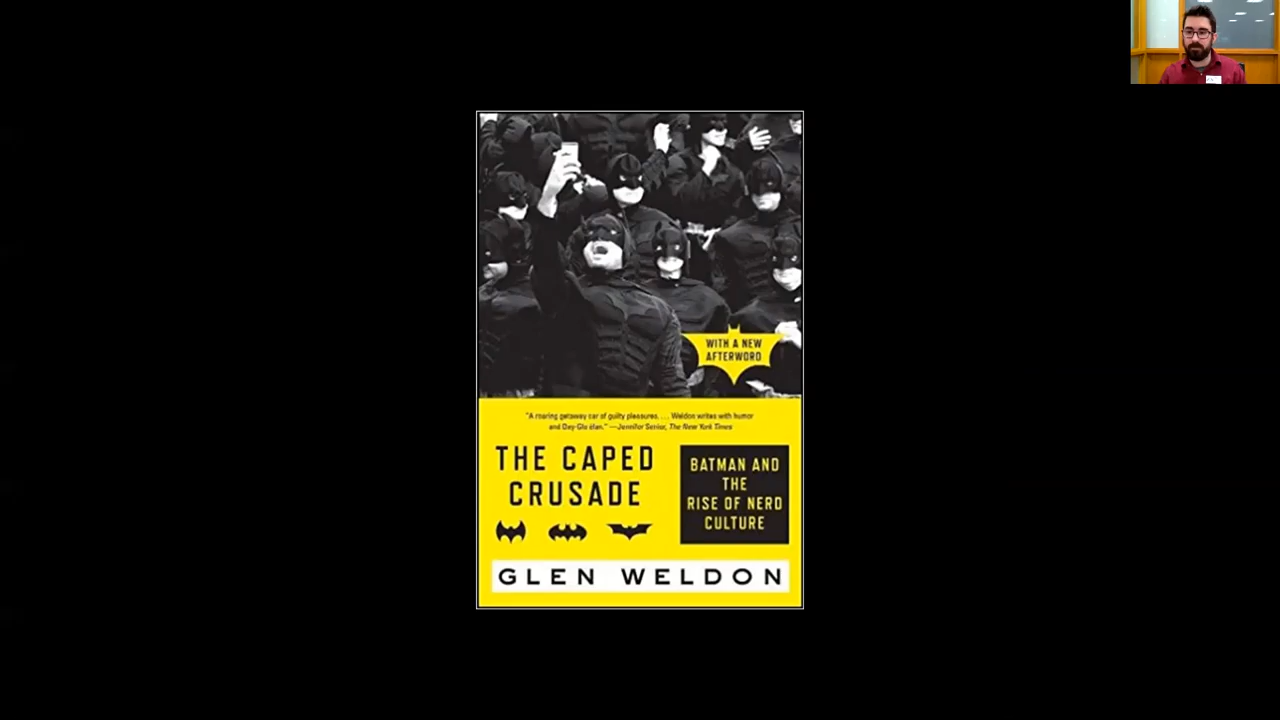 WITH A NEW
AFTERWORD
"A roaring getaway car of guilty pleasures. . . . Weldon writes with humor
and Day-Glo élan." —Jennifer Senior, The New York Times
THE CAPED
CRUSADE
BATMAN AND
THE
RISE OF NERD
CULTURE
GLEN WELDON